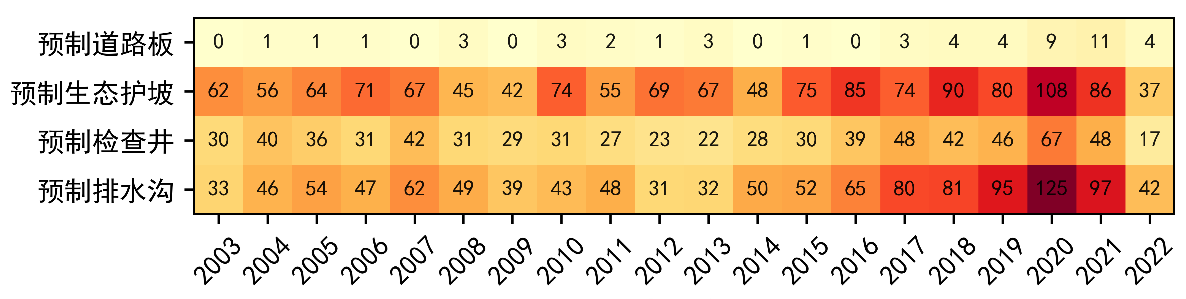 预制道路板 0 1 1 1 0 3 0 3 2 1 3 0 1 0 3 4 4 9 11 4
预制生态护坡 62 56 64 71 67 45 42 74 55 69 67 48 75 85 74 90 80 108 86 37
预制检查井 30 40 36 31 42 31 29 31 27 23 22 28 30 39 48 42 46 67 48 17
预制排水沟 33 46 54 47 62 49 39 43 48 31 32 50 52 65 80 81 95 125 97 42
2003 2004 2005 2006 2007 2008 2009 2010 2011 2012 2013 2014 2015 2016 2017 2018 2019 2020 2021 2022